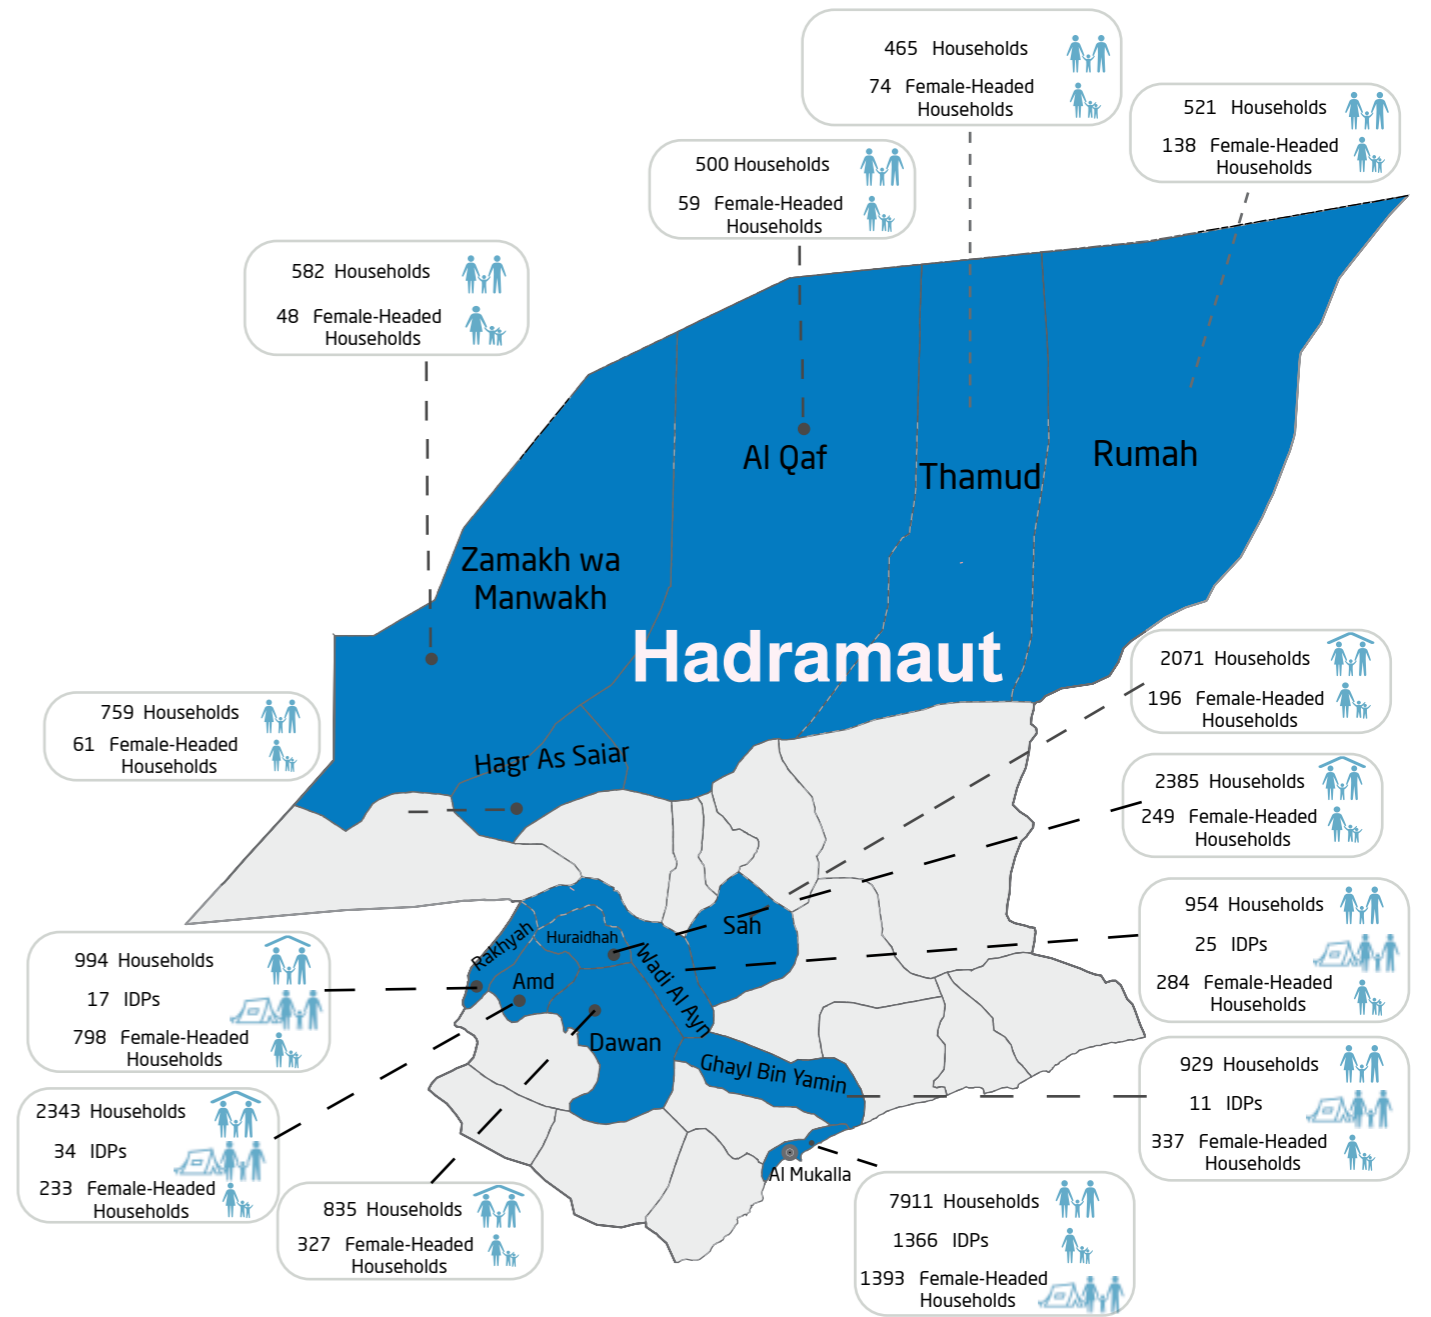 465 Households
74 Female-Headed
Households
521 Households
138 Female-Headed
Households
500 Households
59 Female-Headed
Households
582 Households
48 Female-Headed
Households
Al Qaf
Thamud
Rumah
Zamakh wa
Manwakh
Hadramaut
2071 Households
196 Female-Headed
Households
759 Households
61 Female-Headed
Households
Hagr As Saiar
2385 Households
249 Female-Headed
Households
954 Households
25 IDPs
284 Female-Headed
Households
Sah
Rakhyah
Huraidhah
Wadi Al Ayn
Amd
Dawan
Ghayl Bin Yamin
994 Households
17 IDPs
798 Female-Headed
Households
929 Households
11 IDPs
337 Female-Headed
Households
2343 Households
34 IDPs
233 Female-Headed
Households
Al Mukalla
835 Households
327 Female-Headed
Households
7911 Households
1366 IDPs
1393 Female-Headed
Households